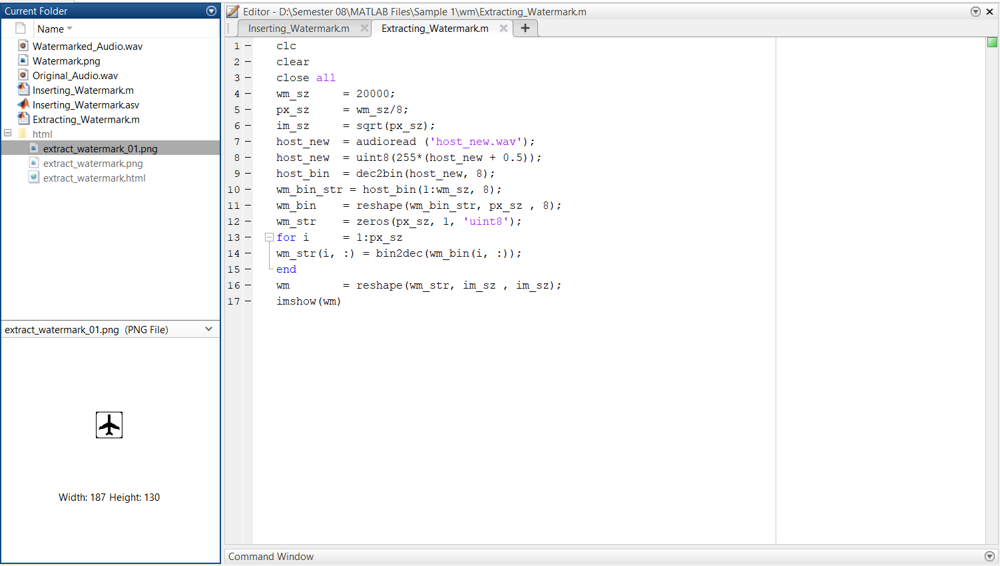 Current Folder
Name
Watermarked_Audio.wav
Watermark.png
Original_Audio.wav
Inserting_Watermark.m
Inserting_Watermark.asv
Extracting_Watermark.m
html
extract_watermark_01.png
extract_watermark.png
extract_watermark.html
extract_watermark_01.png (PNG File)
Width: 187 Height: 130
Editor - D:\Semester 08\MATLAB Files\Sample 1\wm\Extracting_Watermark.m
Inserting_Watermark.m Extracting_Watermark.m
1 – clc
2 – clear
3 – close all
4 – wm_sz = 20000;
5 – px_sz = wm_sz/8;
6 – im_sz = sqrt(px_sz);
7 – host_new = audioread ('host_new.wav');
8 – host_new = uint8(255*(host_new + 0.5));
9 – host_bin = dec2bin(host_new, 8);
10 – wm_bin_str = host_bin(1:wm_sz, 8);
11 – wm_bin = reshape(wm_bin_str, px_sz , 8);
12 – wm_str = zeros(px_sz, 1, 'uint8');
13 – for i = 1:px_sz
14 – wm_str(i, :) = bin2dec(wm_bin(i, :));
15 – end
16 – wm = reshape(wm_str, im_sz , im_sz);
17 – imshow(wm)
Command Window